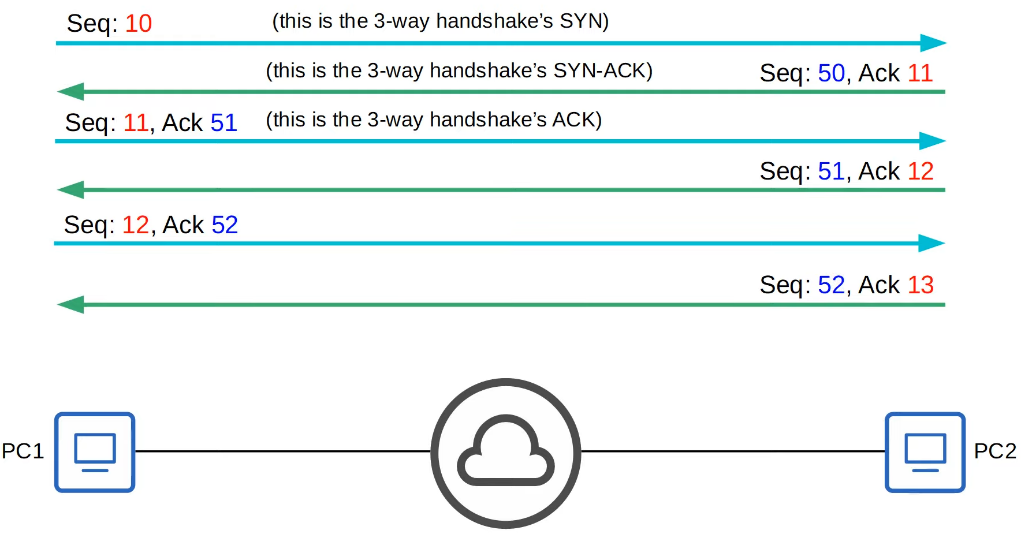 Seq: 10 (this is the 3-way handshake's SYN)
(this is the 3-way handshake's SYN-ACK) Seq: 50, Ack 11
Seq: 11, Ack 51 (this is the 3-way handshake's ACK)
Seq: 51, Ack 12
Seq: 12, Ack 52
Seq: 52, Ack 13
PC1 PC2